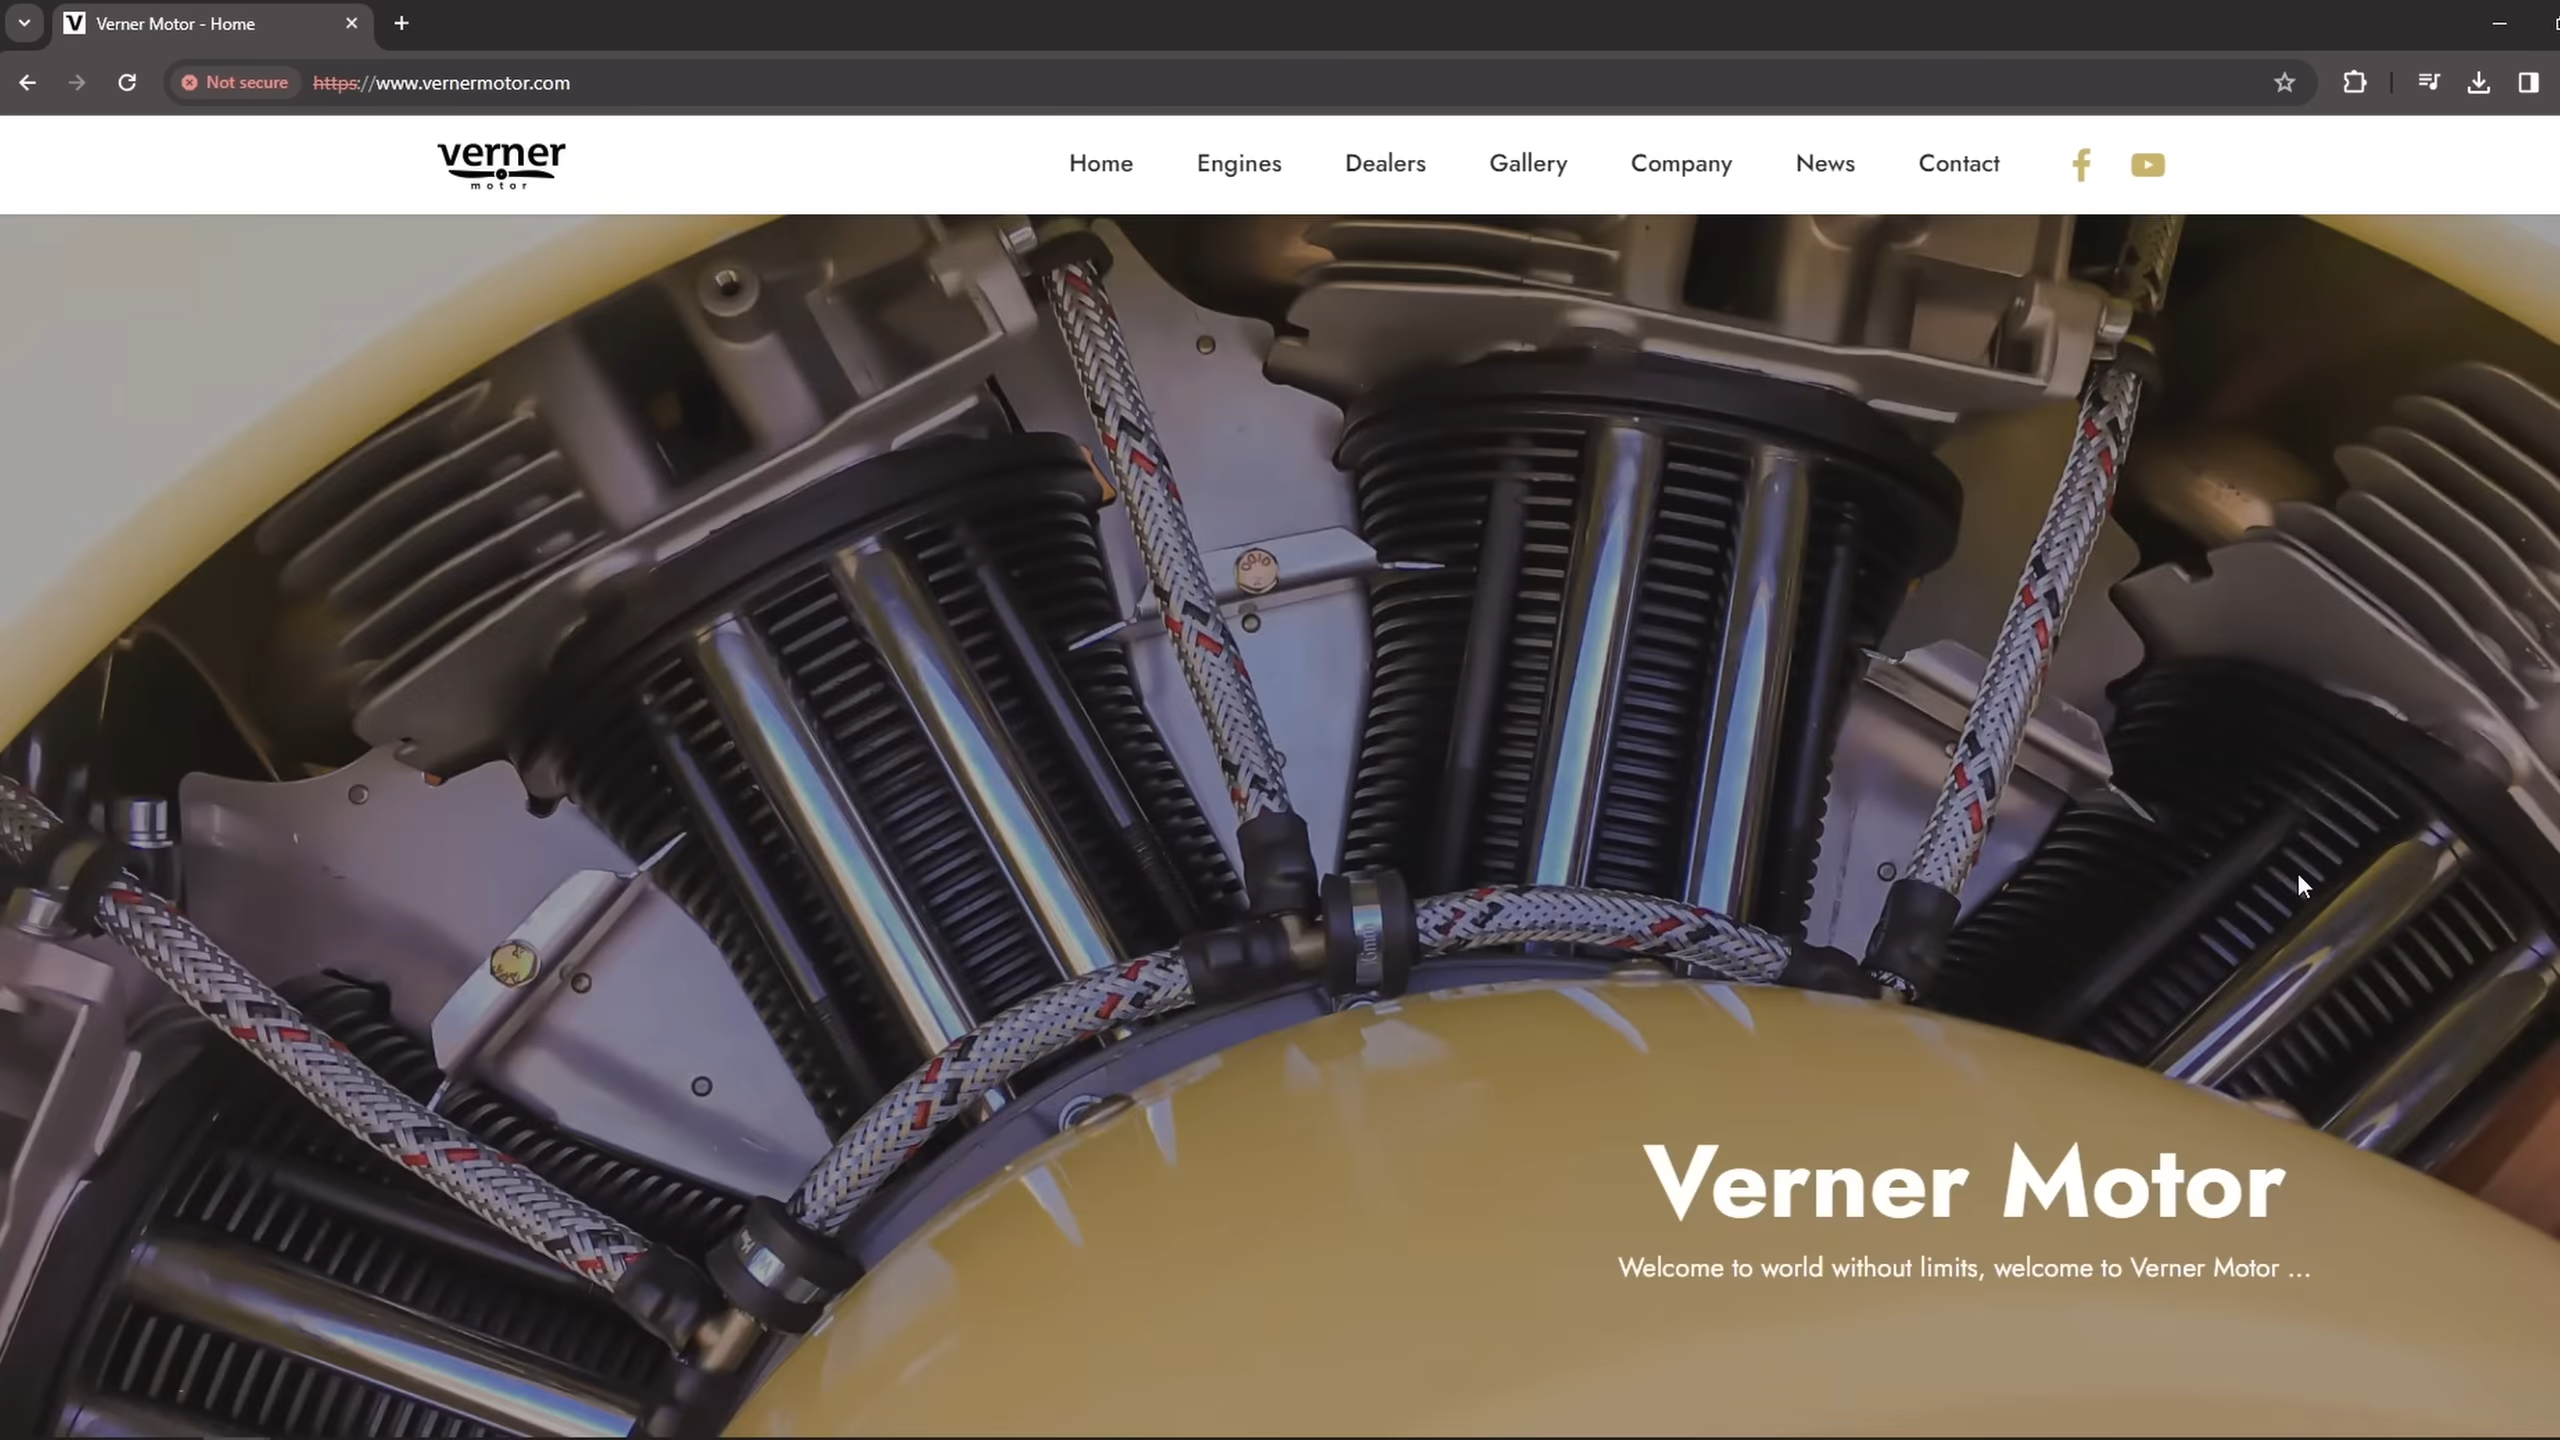 Verner Motor - Home
Not secure
https://www.vernermotor.com
verner
motor
Home
Engines
Dealers
Gallery
Company
News
Contact
Verner Motor
Welcome to world without limits, welcome to Verner Motor ...